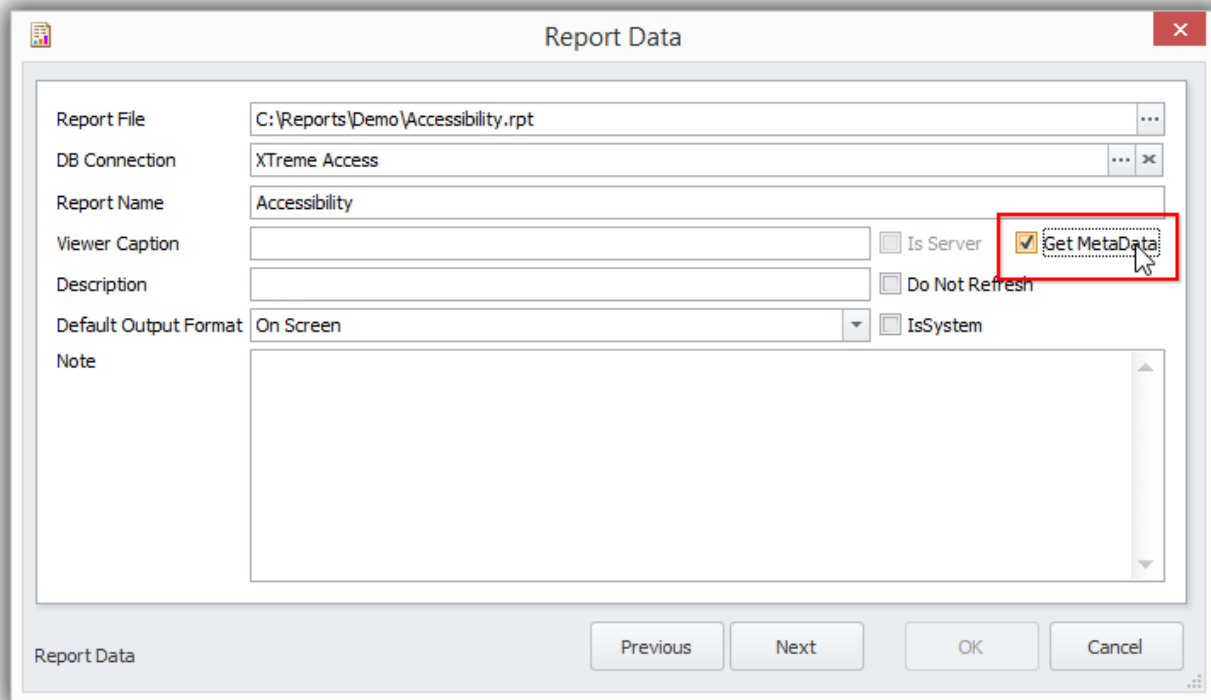 Report Data
Report File C:\Reports\Demo\Accessibility.rpt ...
DB Connection XTreme Access ...
Report Name Accessibility
Viewer Caption Is Server Get MetaData
Description Do Not Refresh
Default Output Format On Screen IsSystem
Note
Report Data Previous Next OK Cancel